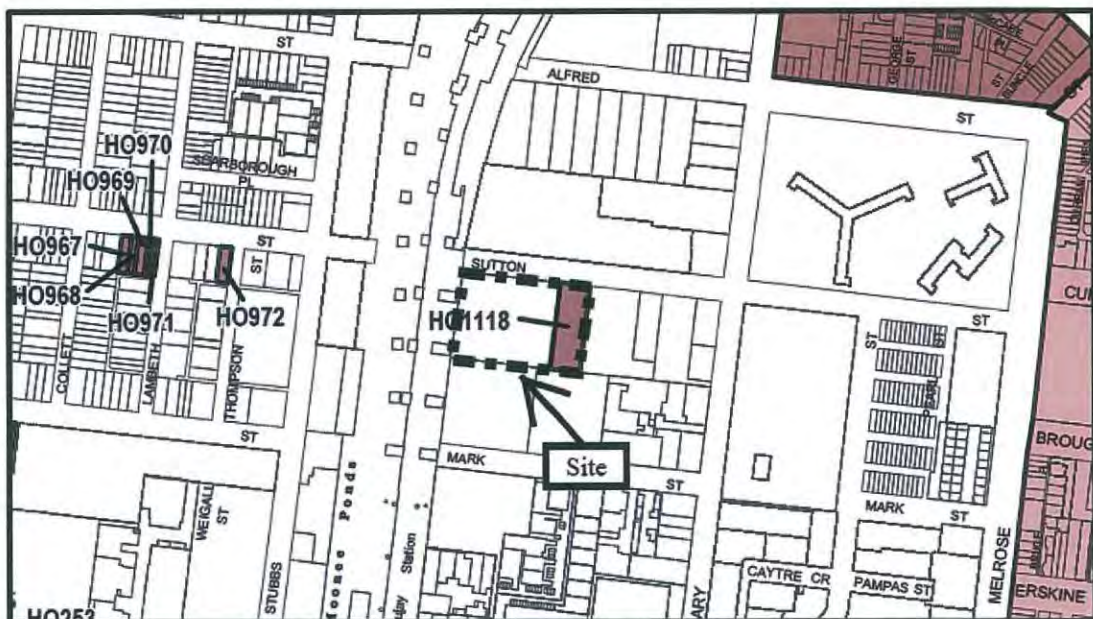 ST
ALFRED
ST
GEORGE
ST
ST
RUNCLE
HO970
SCARBOROUGH
PL
HO969
HO967
ST
ST
HO968
HO971
HO972
SUTTON
HO1118
ST
CU
ST
ST
PEARL
COLLETT
LAMBETH
THOMPSON
ST
MARK
ST
Site
BROUG
MARK
ST
WEIGALL
ST
STUBBS
Moonee Ponds
Station
ARY
CAYTRE CR
PAMPAS ST
MELROSE
ERSKINE
HO253